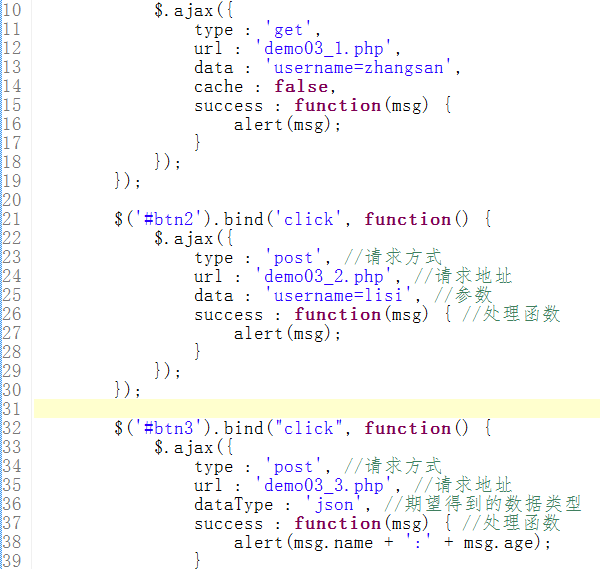 10 $.ajax({
11 type : 'get',
12 url : 'demo03_1.php',
13 data : 'username=zhangsan',
14 cache : false,
15 success : function(msg) {
16 alert(msg);
17 }
18 });
19 });
20
21 $('#btn2').bind('click', function() {
22 $.ajax({
23 type : 'post', //请求方式
24 url : 'demo03_2.php', //请求地址
25 data : 'username=lisi', //参数
26 success : function(msg) { //处理函数
27 alert(msg);
28 }
29 });
30 });
31
32 $('#btn3').bind("click", function() {
33 $.ajax({
34 type : 'post', //请求方式
35 url : 'demo03_3.php', //请求地址
36 dataType : 'json', //期望得到的数据类型
37 success : function(msg) { //处理函数
38 alert(msg.name + ':' + msg.age);
39 }